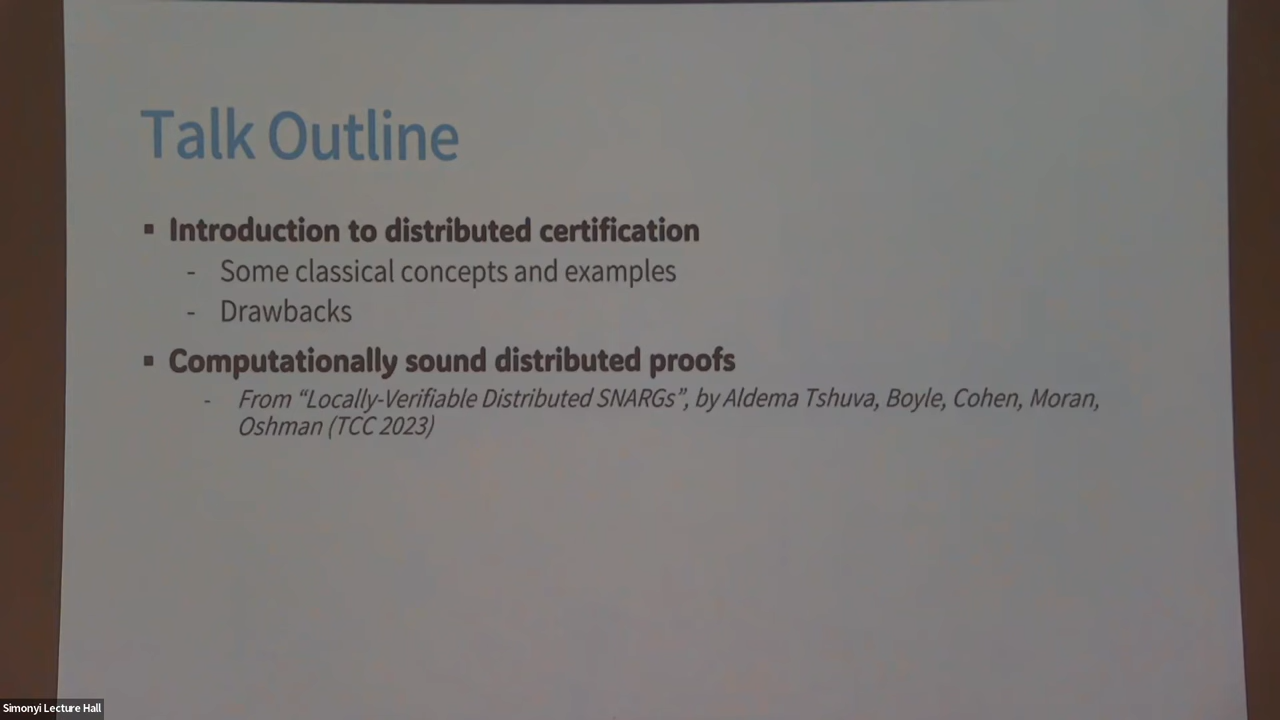 Talk Outline
▪ Introduction to distributed certification
- Some classical concepts and examples
- Drawbacks
▪ Computationally sound distributed proofs
- From “Locally-Verifiable Distributed SNARGs”, by Aldema Tshuva, Boyle, Cohen, Moran,
Oshman (TCC 2023)
Simonyi Lecture Hall